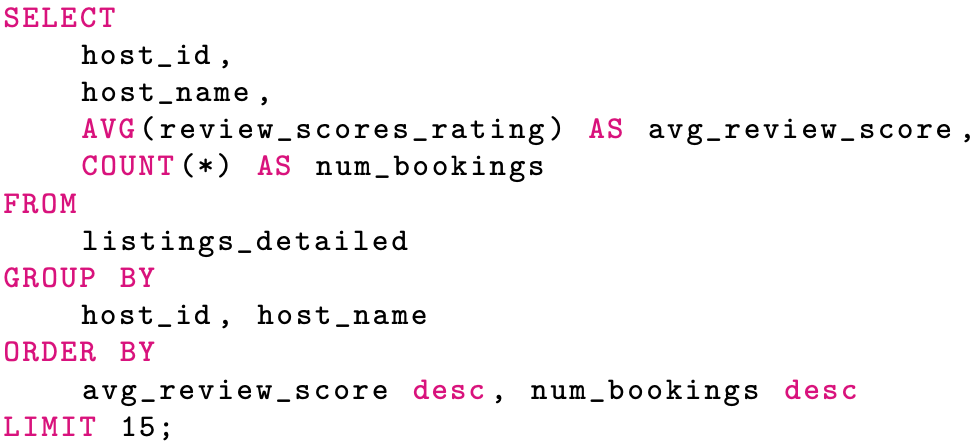 SELECT
    host_id,
    host_name,
    AVG(review_scores_rating) AS avg_review_score,
    COUNT(*) AS num_bookings
FROM
    listings_detailed
GROUP BY
    host_id, host_name
ORDER BY
    avg_review_score desc, num_bookings desc
LIMIT 15;